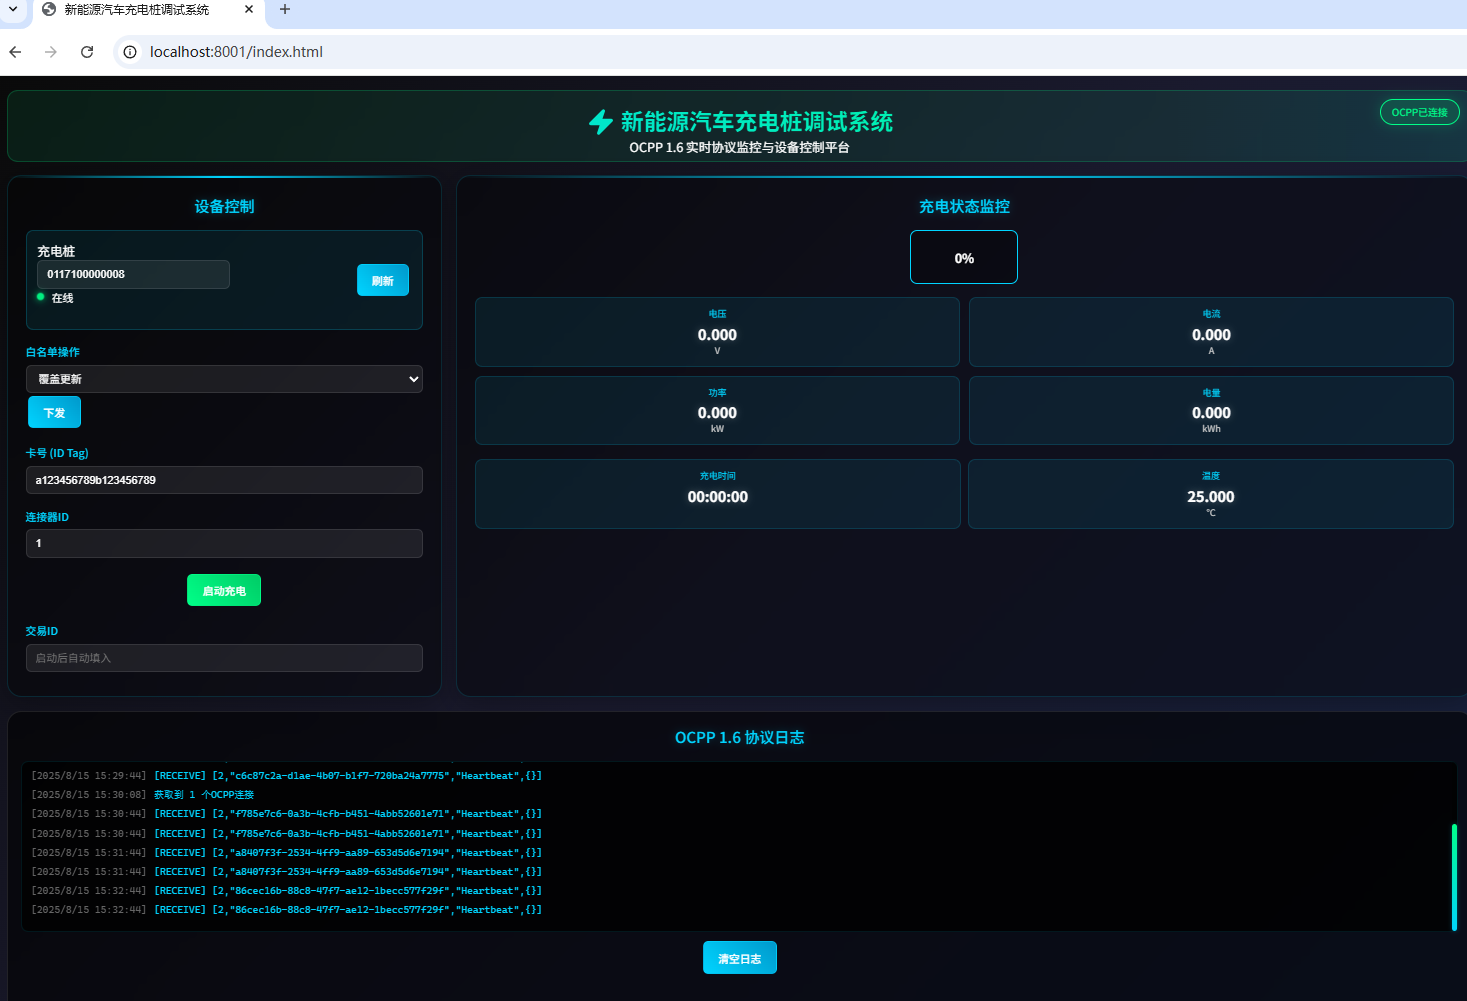 新能源汽车充电桩调试系统
localhost:8001/index.html
新能源汽车充电桩调试系统
OCPP 1.6 实时协议监控与设备控制平台
OCPP已连接
设备控制
充电桩
0117100000008
在线
刷新
白名单操作
覆盖更新
下发
卡号 (ID Tag)
a123456789b123456789
连接器ID
1
启动充电
交易ID
启动后自动填入
充电状态监控
0%
电压
0.000
V
电流
0.000
A
功率
0.000
kW
电量
0.000
kWh
充电时间
00:00:00
温度
25.000
°C
OCPP 1.6 协议日志
[2025/8/15 15:29:44] [RECEIVE] [2,"c6c87c2a-d1ae-4b07-b1f7-720ba24a7775","Heartbeat",{}]
[2025/8/15 15:30:08] 获取到 1 个OCPP连接
[2025/8/15 15:30:44] [RECEIVE] [2,"f785e7c6-0a3b-4cfb-b451-4abb52601e71","Heartbeat",{}]
[2025/8/15 15:30:44] [RECEIVE] [2,"f785e7c6-0a3b-4cfb-b451-4abb52601e71","Heartbeat",{}]
[2025/8/15 15:31:44] [RECEIVE] [2,"a8407f3f-2534-4ff9-aa89-653d5d6e7194","Heartbeat",{}]
[2025/8/15 15:31:44] [RECEIVE] [2,"a8407f3f-2534-4ff9-aa89-653d5d6e7194","Heartbeat",{}]
[2025/8/15 15:32:44] [RECEIVE] [2,"86cec16b-88c8-47f7-ae12-1becc577f29f","Heartbeat",{}]
[2025/8/15 15:32:44] [RECEIVE] [2,"86cec16b-88c8-47f7-ae12-1becc577f29f","Heartbeat",{}]
清空日志